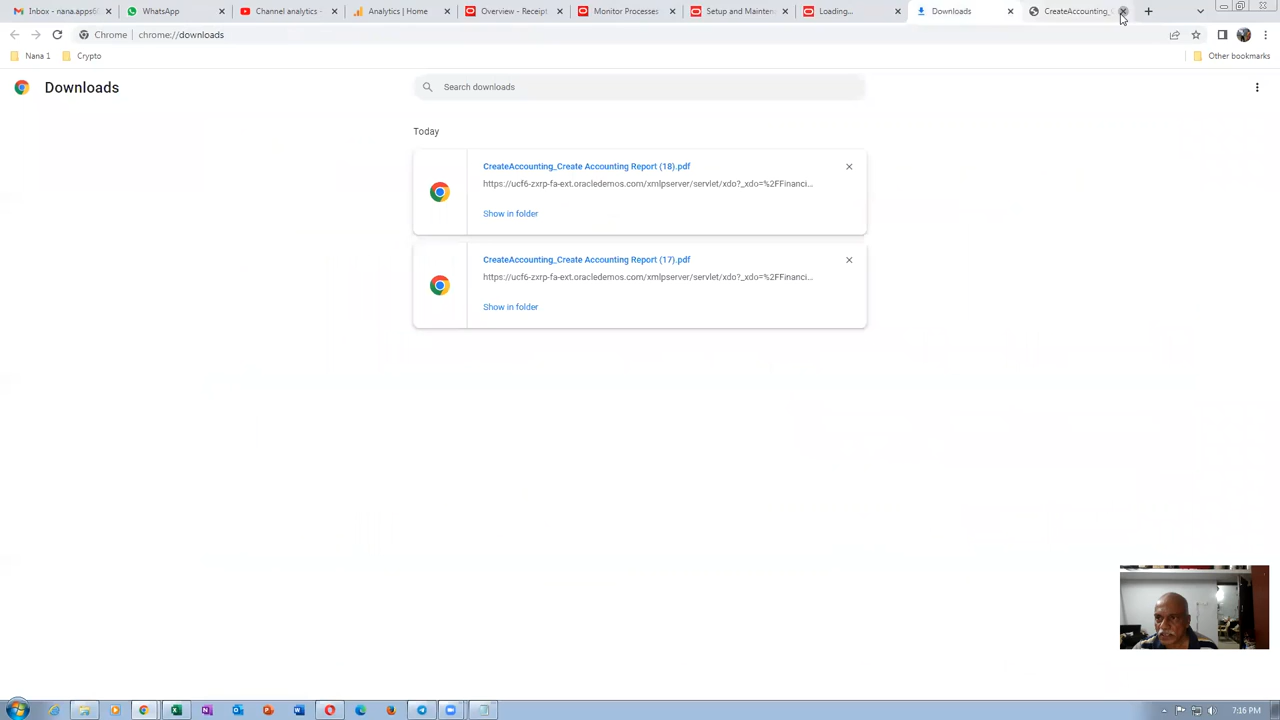 Inbox - nana.apps8
WhatsApp
Channel analytics -
Analytics | Home
Overview - Receipt
Monitor Processes
Setup and Mainten
Loading...
Downloads
CreateAccounting_
Chrome
chrome://downloads
Nana 1
Crypto
Other bookmarks
Downloads
Search downloads
Today
CreateAccounting_Create Accounting Report (18).pdf
https://ucf6-zxrp-fa-ext.oracledemos.com/xmlpserver/servlet/xdo?_xdo=%2FFinanci...
Show in folder
CreateAccounting_Create Accounting Report (17).pdf
https://ucf6-zxrp-fa-ext.oracledemos.com/xmlpserver/servlet/xdo?_xdo=%2FFinanci...
Show in folder
7:16 PM